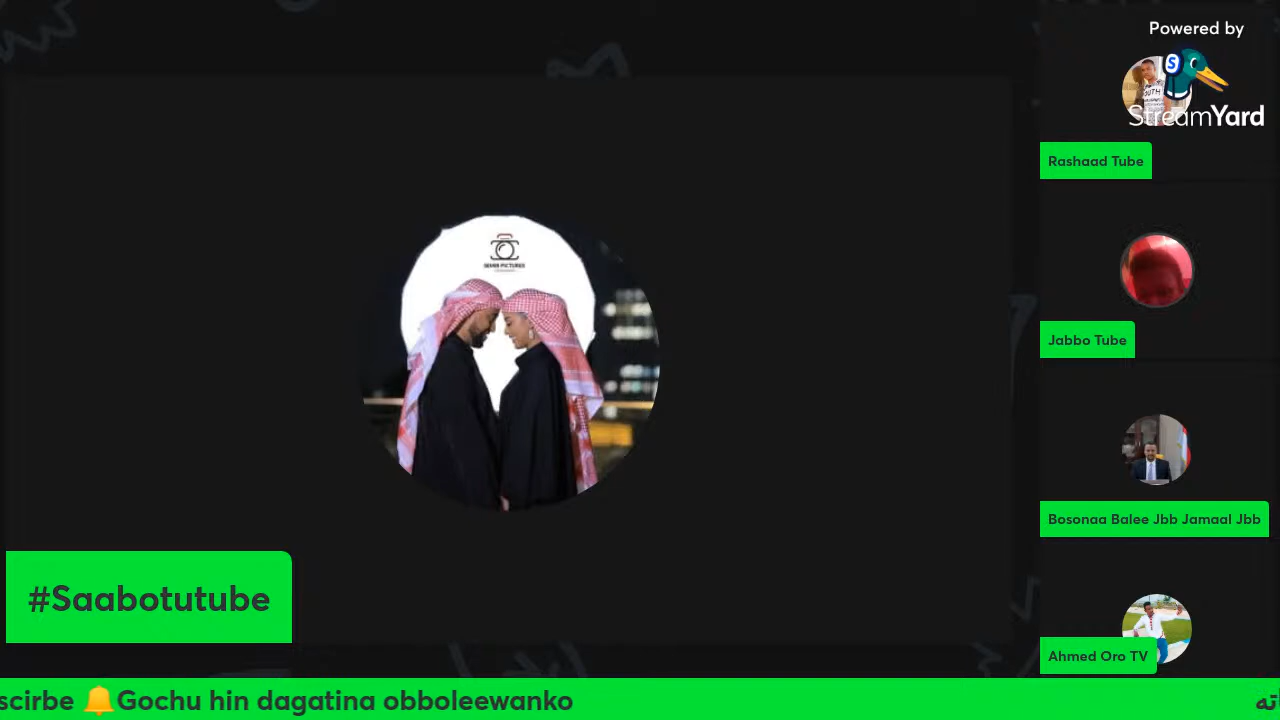 Powered by
StreamYard
Rashaad Tube
Jabbo Tube
Bosonaa Balee Jbb Jamaal Jbb
#Saabotutube
Ahmed Oro TV
scirbe 🔔Gochu hin dagatina obboleewanko